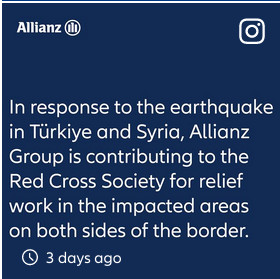 Allianz
In response to the earthquake
in Türkiye and Syria, Allianz
Group is contributing to the
Red Cross Society for relief
work in the impacted areas
on both sides of the border.
3 days ago